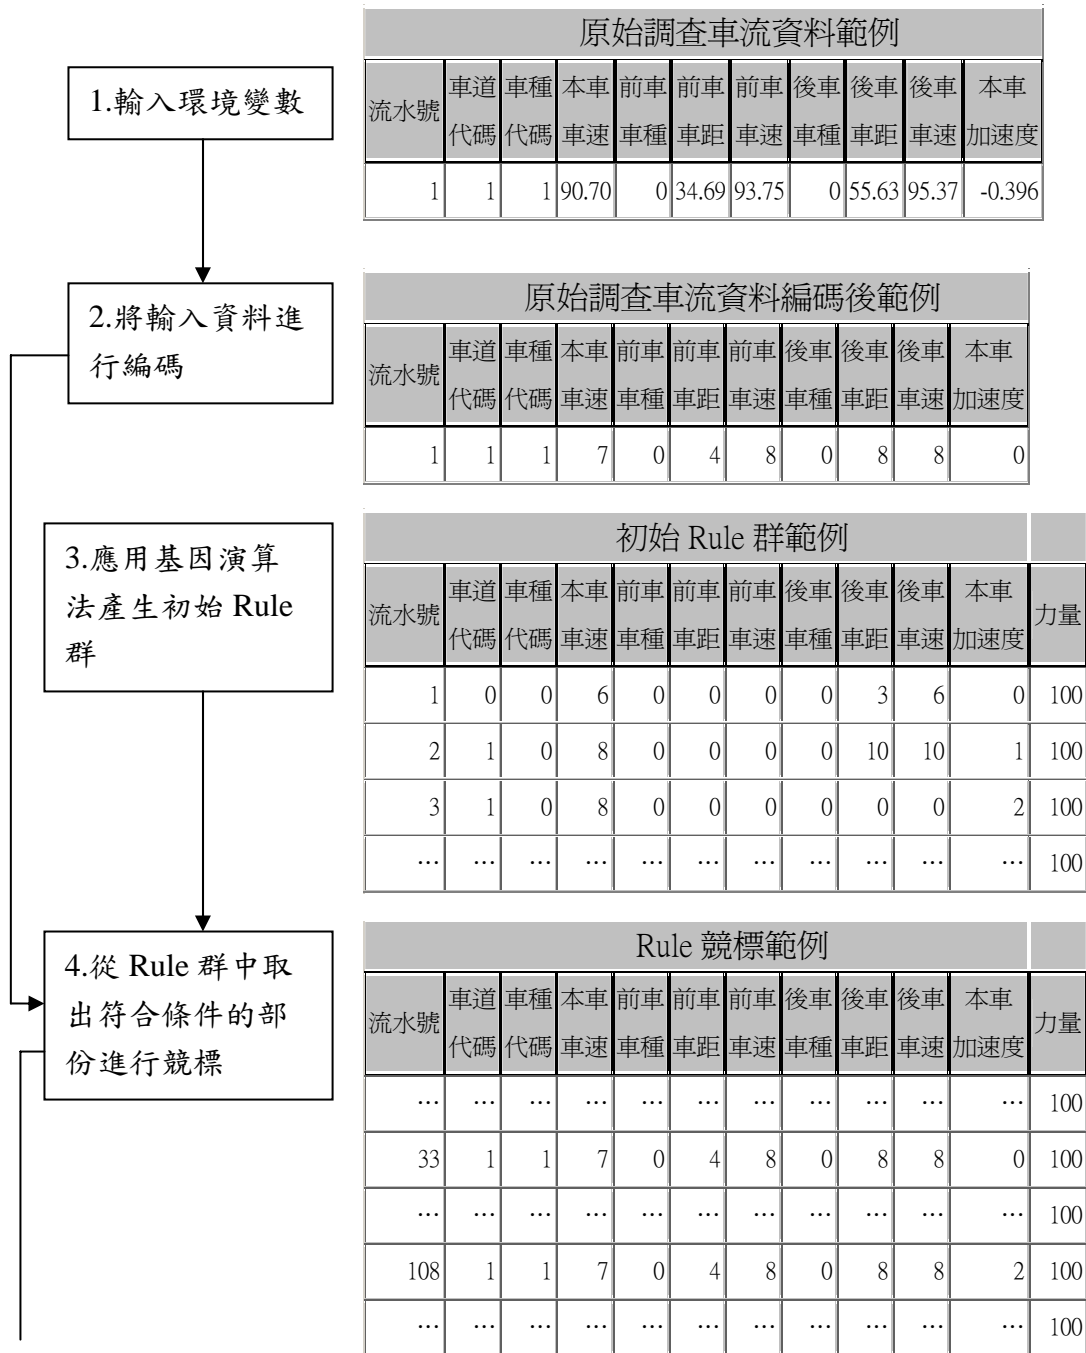 原始調查車流資料範例
1.輸入環境變數
流水號 車道代碼 車種代碼 本車車速 前車車種 前車車距 前車車速 後車車種 後車車距 後車車速 本車加速度
1 1 1 90.70 0 34.69 93.75 0 55.63 95.37 -0.396
2.將輸入資料進
行編碼
原始調查車流資料編碼後範例
流水號 車道代碼 車種代碼 本車車速 前車車種 前車車距 前車車速 後車車種 後車車距 後車車速 本車加速度
1 1 1 7 0 4 8 0 8 8 0
3.應用基因演算
法產生初始 Rule
群
初始 Rule 群範例
流水號 車道代碼 車種代碼 本車車速 前車車種 前車車距 前車車速 後車車種 後車車距 後車車速 本車加速度 力量
1 0 0 6 0 0 0 0 3 6 0 100
2 1 0 8 0 0 0 0 10 10 1 100
3 1 0 8 0 0 0 0 0 0 2 100
… … … … … … … … … … … 100
4.從 Rule 群中取
出符合條件的部
份進行競標
Rule 競標範例
流水號 車道代碼 車種代碼 本車車速 前車車種 前車車距 前車車速 後車車種 後車車距 後車車速 本車加速度 力量
… … … … … … … … … … … 100
33 1 1 7 0 4 8 0 8 8 0 100
… … … … … … … … … … … 100
108 1 1 7 0 4 8 0 8 8 2 100
… … … … … … … … … … … 100